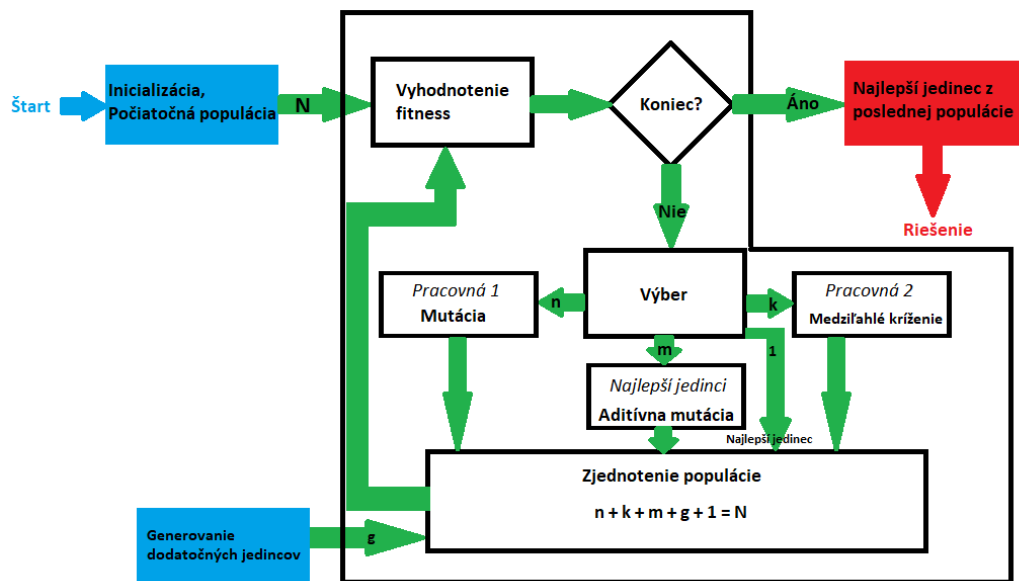 Štart
Inicializácia,
Počiatočná populácia
N
Vyhodnotenie
fitness
Koniec?
Áno
Najlepší jedinec z
poslednej populácie
Riešenie
Nie
Pracovná 1
Mutácia
n
Výber
k
Pracovná 2
Medziľahlé kríženie
m
1
Najlepší jedinci
Aditívna mutácia
Najlepší jedinec
Zjednotenie populácie
n + k + m + g + 1 = N
Generovanie
dodatočných jedincov
g